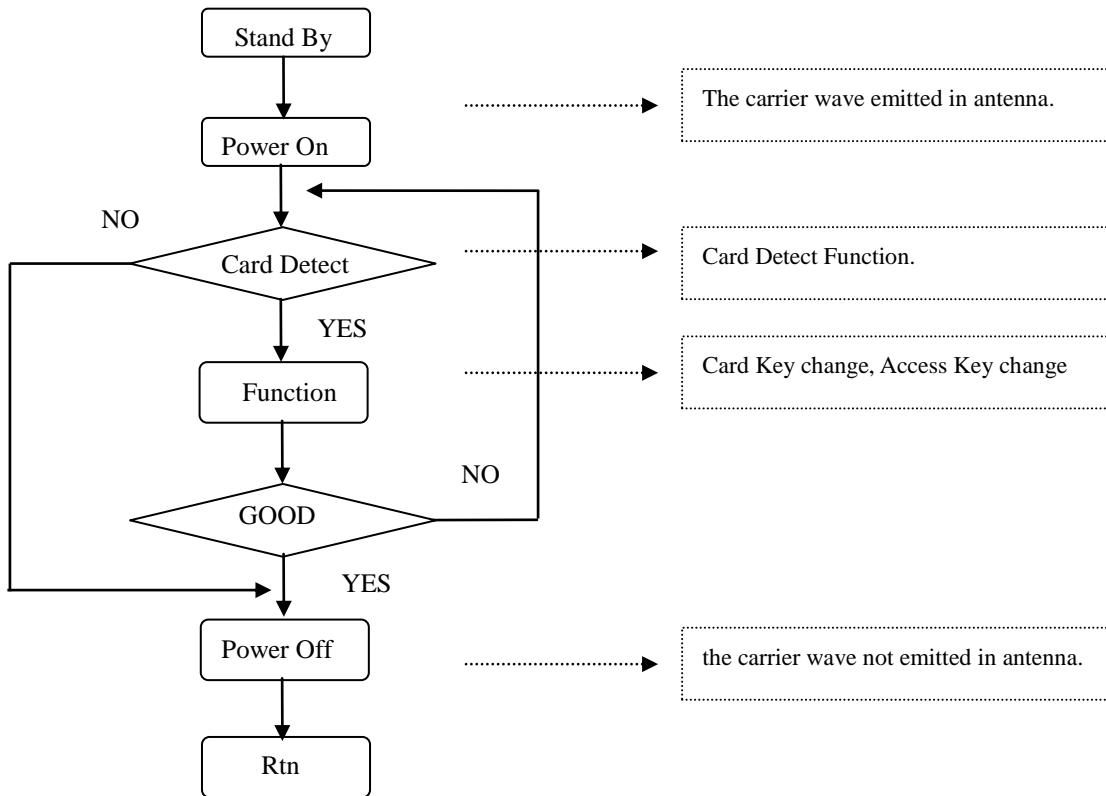 Stand By
The carrier wave emitted in antenna.
Power On
NO
Card Detect
Card Detect Function.
YES
Card Key change, Access Key change
Function
NO
GOOD
YES
Power Off
the carrier wave not emitted in antenna.
Rtn